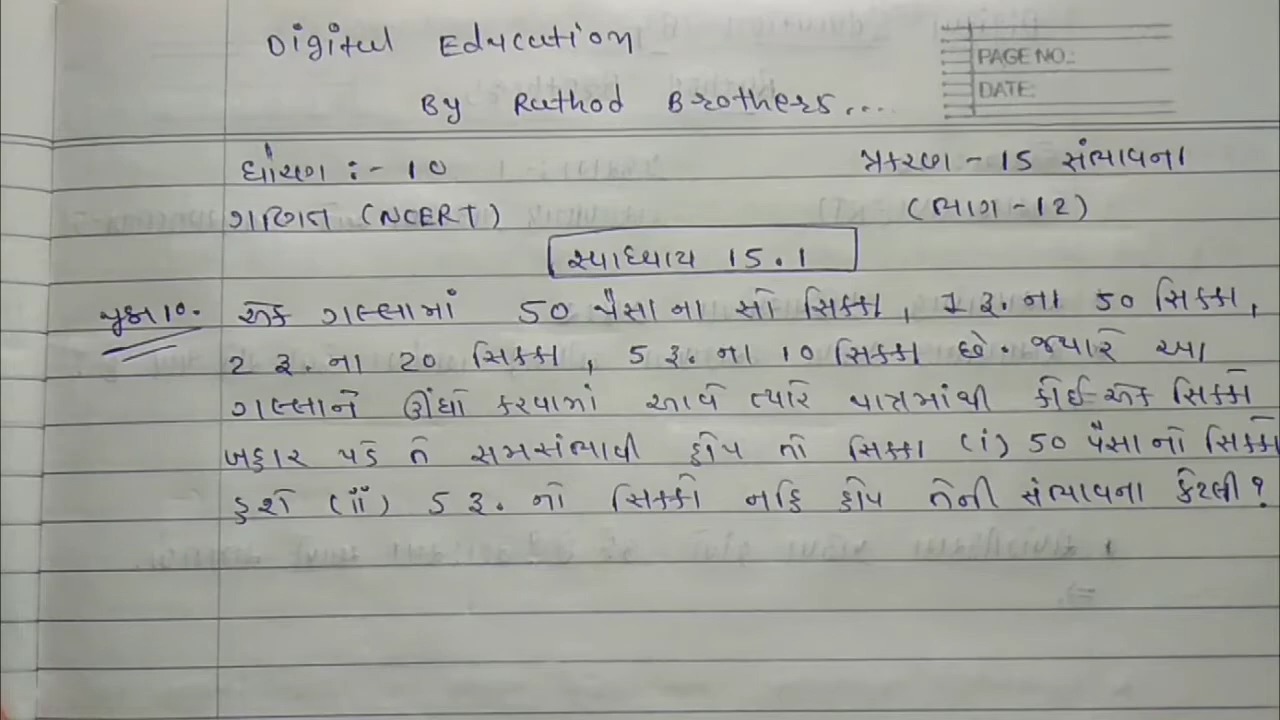 Digital Education
By Rathod Brothers....
PAGE NO.:
DATE:
ધોરણ :- 10
પ્રકરણ - 15 સંભાવના
ગણિત (NCERT)
(ભાગ-12)
સ્વાધ્યાય 15.1
પ્રશ્ન 10. એક ગલ્લામાં 50 પૈસા ના સો સિક્કા, 1 રૂ. ના 50 સિક્કા,
2 રૂ. ના 20 સિક્કા, 5 રૂ. ના 10 સિક્કા છે. જ્યારે આ
ગલ્લાને ઊંધો કરવામાં આવે ત્યારે યાતમાંથી કોઈ એક સિક્કો
બહાર પડે તે સમસંભાવી હોય તો સિક્કા (i) 50 પૈસા નો સિક્કો
હશે (ii) 5 રૂ. નો સિક્કો નહિ હોય તેની સંભાવના કેટલી?